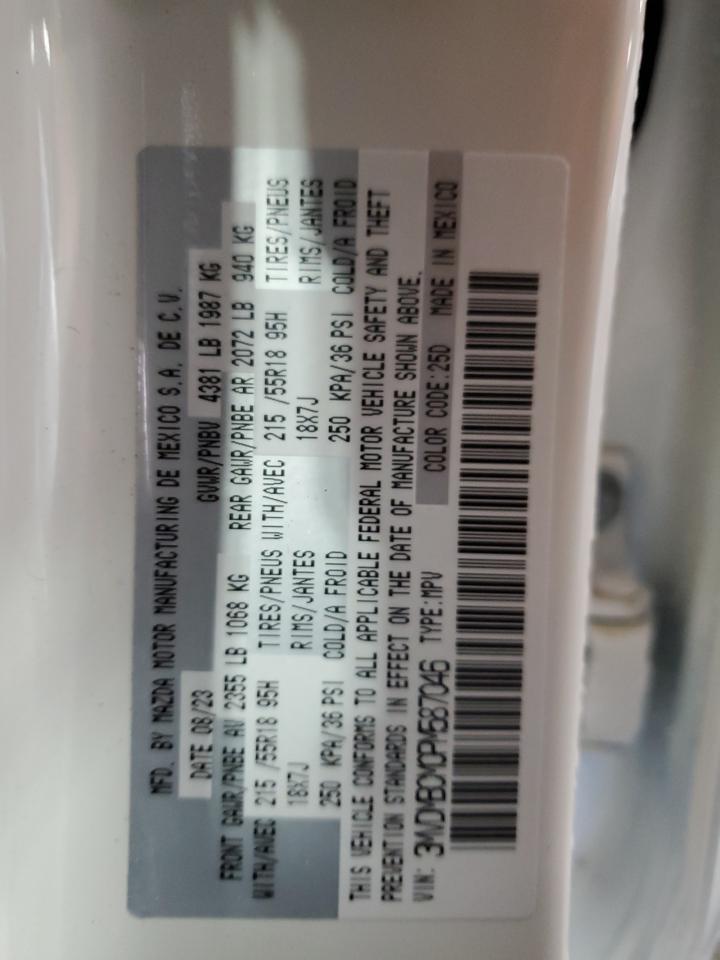 MFD. BY MAZDA MOTOR MANUFACTURING DE MEXICO S.A. DE C.V.
DATE 08/23 GVWR/PNBV 4381 LB 1987 KG
FRONT GAWR/PNBE AV 2355 LB 1068 KG REAR GAWR/PNBE AR 2072 LB 940 KG
WITH/AVEC 215 /55R18 95H TIRES/PNEUS WITH/AVEC 215 /55R18 95H TIRES/PNEUS
18X7J RIMS/JANTES 18X7J RIMS/JANTES
250 KPA/36 PSI COLD/A FROID 250 KPA/36 PSI COLD/A FROID
THIS VEHICLE CONFORMS TO ALL APPLICABLE FEDERAL MOTOR VEHICLE SAFETY AND THEFT
PREVENTION STANDARDS IN EFFECT ON THE DATE OF MANUFACTURE SHOWN ABOVE.
VIN: 3MVDMBCM0PM587046 TYPE:MPV COLOR CODE:25D MADE IN MEXICO